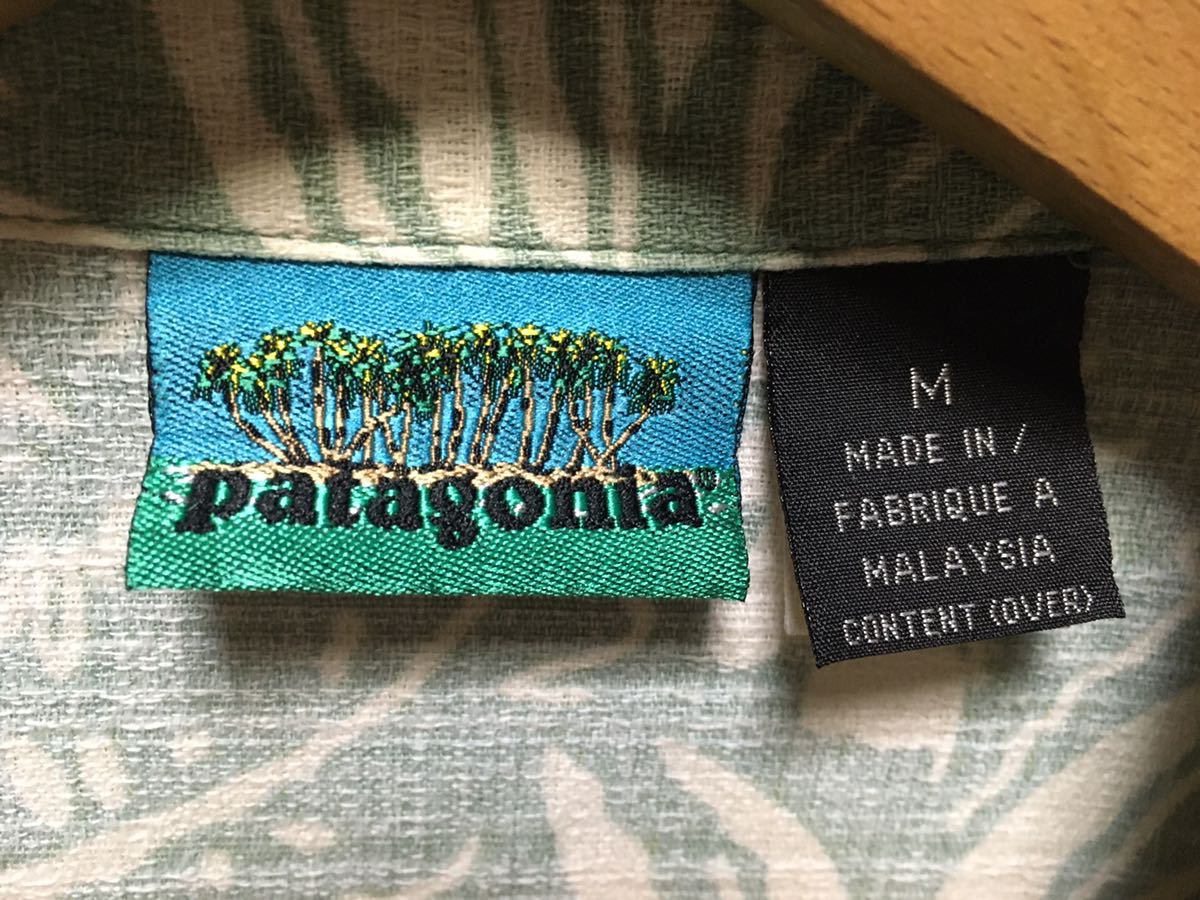 patagonia®
M
MADE IN /
FABRIQUE A
MALAYSIA
CONTENT (OVER)